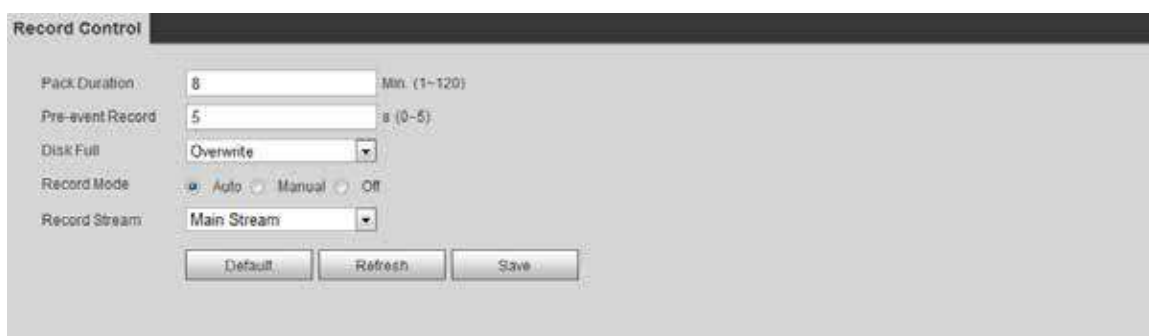 Record Control
Pack Duration 8 Min. (1~120)
Pre-event Record 5 s (0~5)
Disk Full Overwrite
Record Mode Auto Manual Off
Record Stream Main Stream
Default Refresh Save